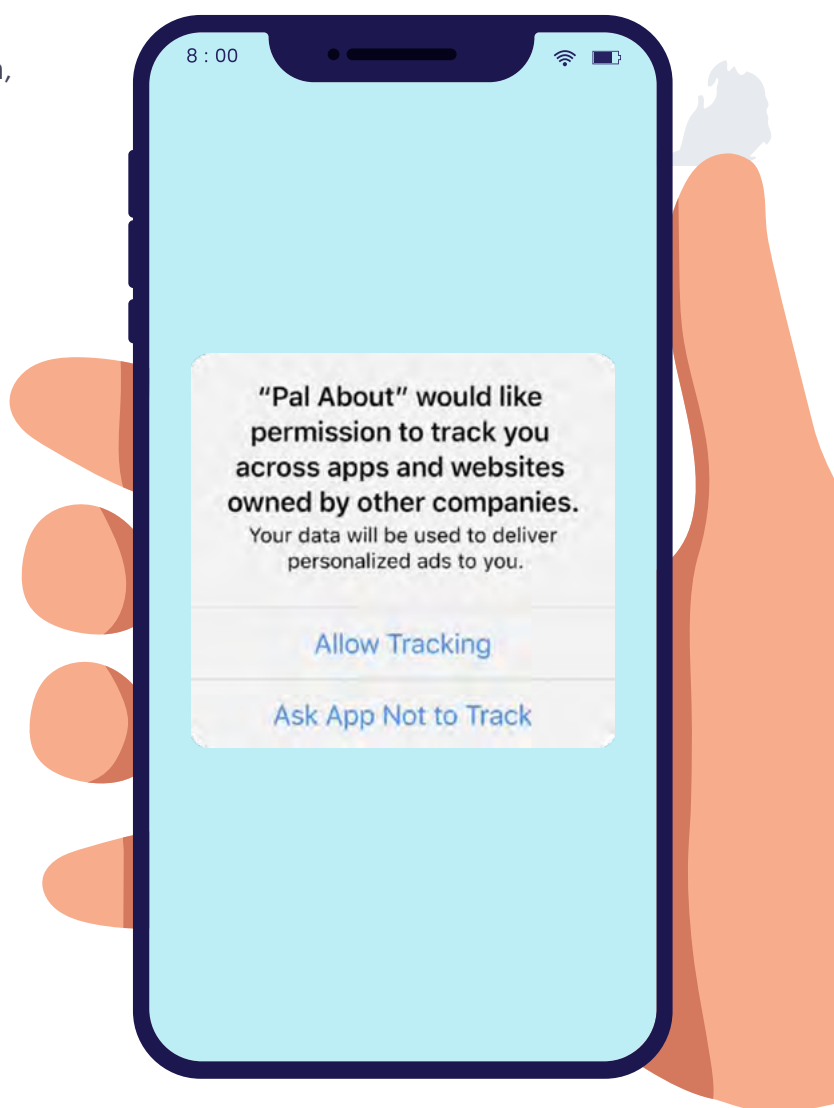 8 : 00
“Pal About” would like
permission to track you
across apps and websites
owned by other companies.
Your data will be used to deliver
personalized ads to you.
Allow Tracking
Ask App Not to Track